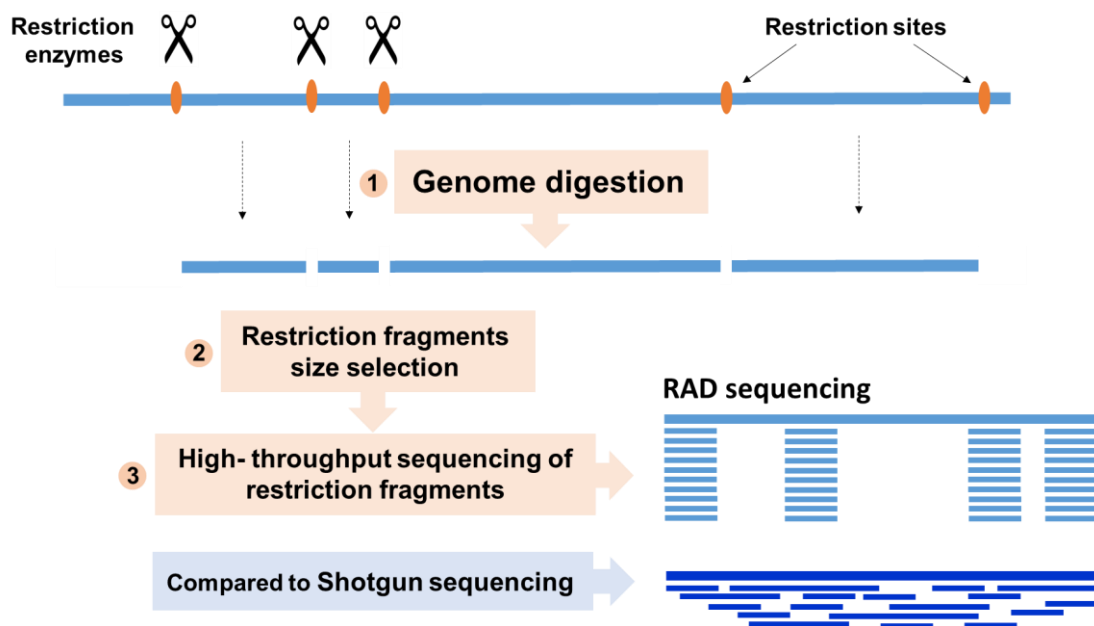 Restriction
enzymes
Restriction sites
1 Genome digestion
2 Restriction fragments
size selection
RAD sequencing
3 High- throughput sequencing of
restriction fragments
Compared to Shotgun sequencing